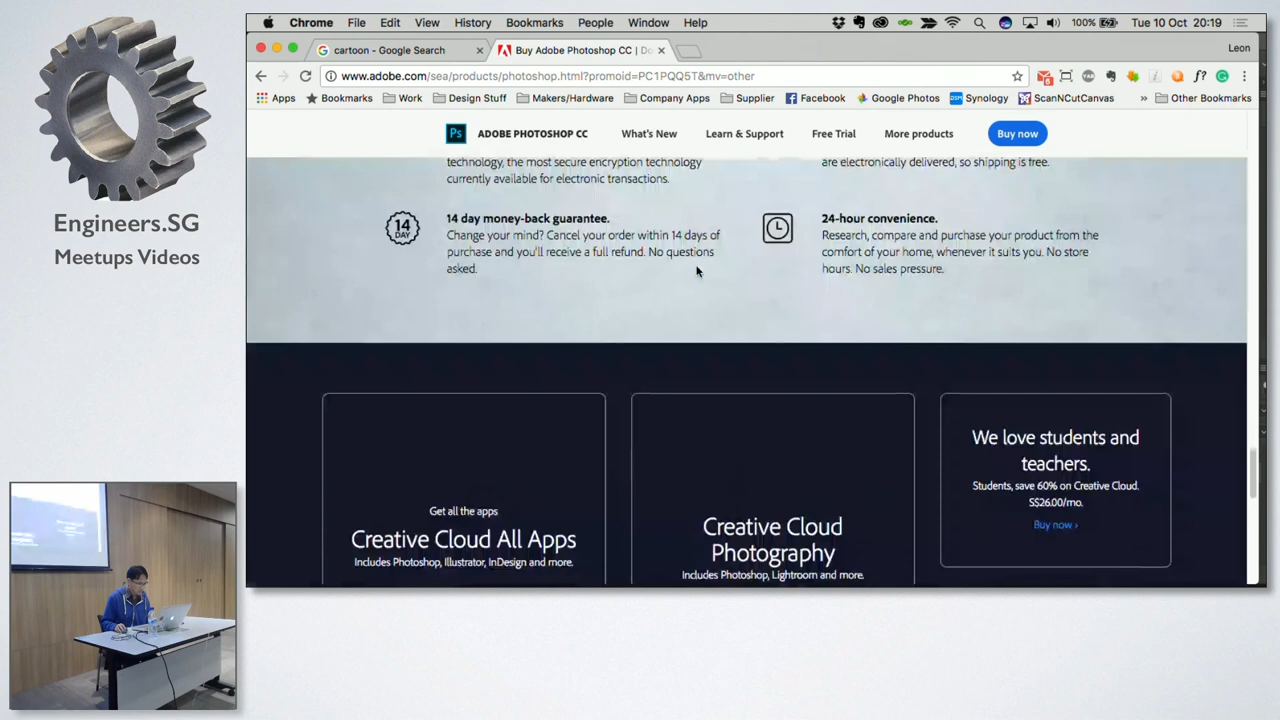 Engineers.SG
Meetups Videos
Chrome File Edit View History Bookmarks People Window Help
100% Tue 10 Oct 20:19
cartoon - Google Search
Buy Adobe Photoshop CC | Do
Leon
www.adobe.com/sea/products/photoshop.html?promoid=PC1PQQ5T&mv=other
Apps Bookmarks Work Design Stuff Makers/Hardware Company Apps Supplier Facebook Google Photos Synology ScanNCutCanvas » Other Bookmarks
Ps ADOBE PHOTOSHOP CC What's New Learn & Support Free Trial More products Buy now
technology, the most secure encryption technology
currently available for electronic transactions.
are electronically delivered, so shipping is free.
14
DAY
14 day money-back guarantee.
Change your mind? Cancel your order within 14 days of
purchase and you'll receive a full refund. No questions
asked.
24-hour convenience.
Research, compare and purchase your product from the
comfort of your home, whenever it suits you. No store
hours. No sales pressure.
Get all the apps
Creative Cloud All Apps
Includes Photoshop, Illustrator, InDesign and more.
Creative Cloud
Photography
Includes Photoshop, Lightroom and more.
We love students and
teachers.
Students, save 60% on Creative Cloud.
S$26.00/mo.
Buy now ›